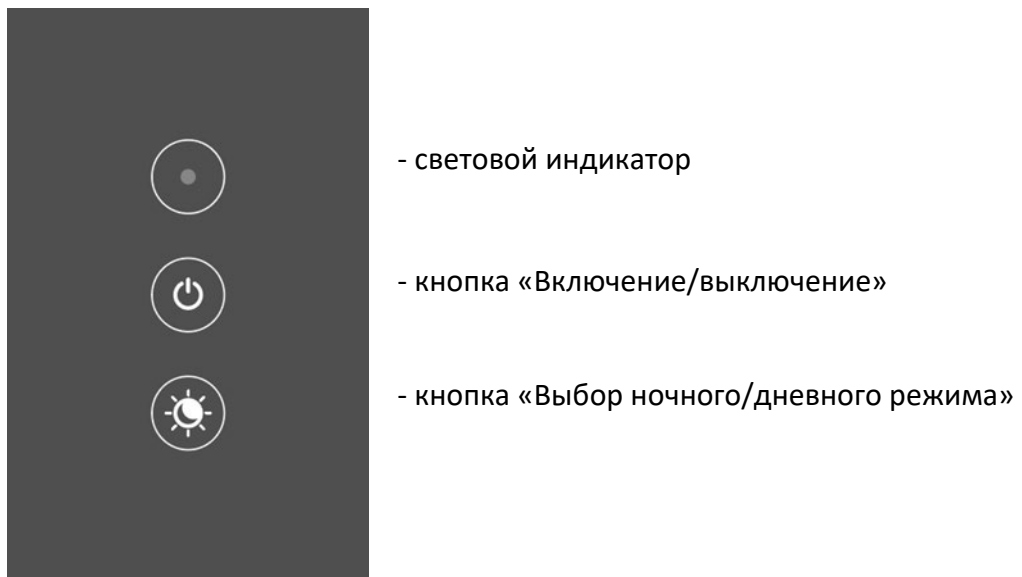 - световой индикатор
- кнопка «Включение/выключение»
- кнопка «Выбор ночного/дневного режима»